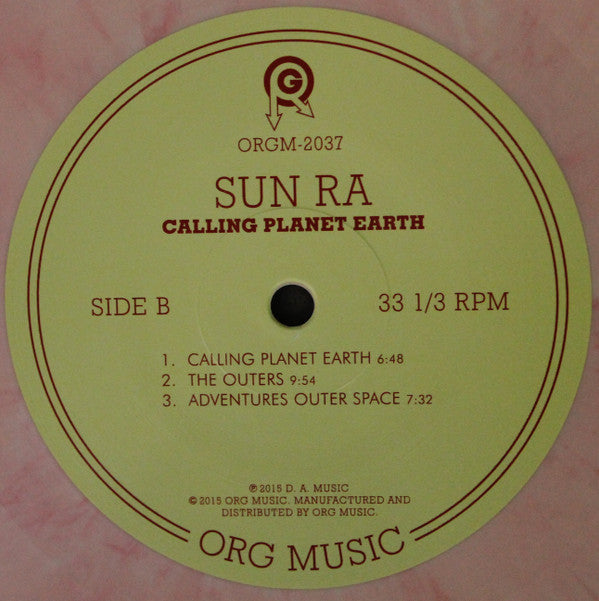 ORG
ORGM-2037
SUN RA
CALLING PLANET EARTH
SIDE B
33 1/3 RPM
1. CALLING PLANET EARTH 6:48
2. THE OUTERS 9:54
3. ADVENTURES OUTER SPACE 7:32
℗ 2015 D. A. MUSIC
© 2015 ORG MUSIC. MANUFACTURED AND
DISTRIBUTED BY ORG MUSIC.
ORG MUSIC